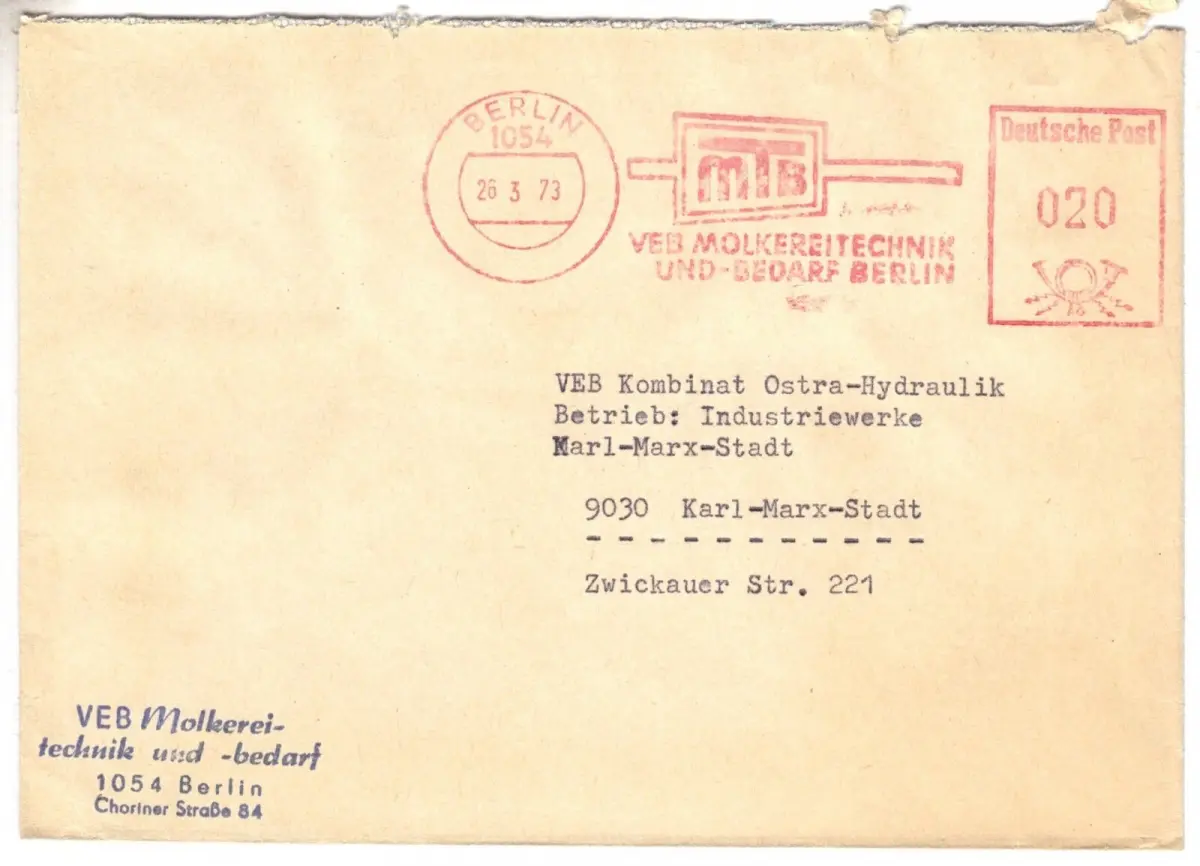 BERLIN
1054
26 3 73
MTB
VEB MOLKEREITECHNIK
UND-BEDARF BERLIN
Deutsche Post
020
VEB Kombinat Ostra-Hydraulik
Betrieb: Industriewerke
Karl-Marx-Stadt
9030 Karl-Marx-Stadt
- - - - - - - - - - -
Zwickauer Str. 221
VEB Molkerei-
technik und -bedarf
1054 Berlin
Choriner Straße 84